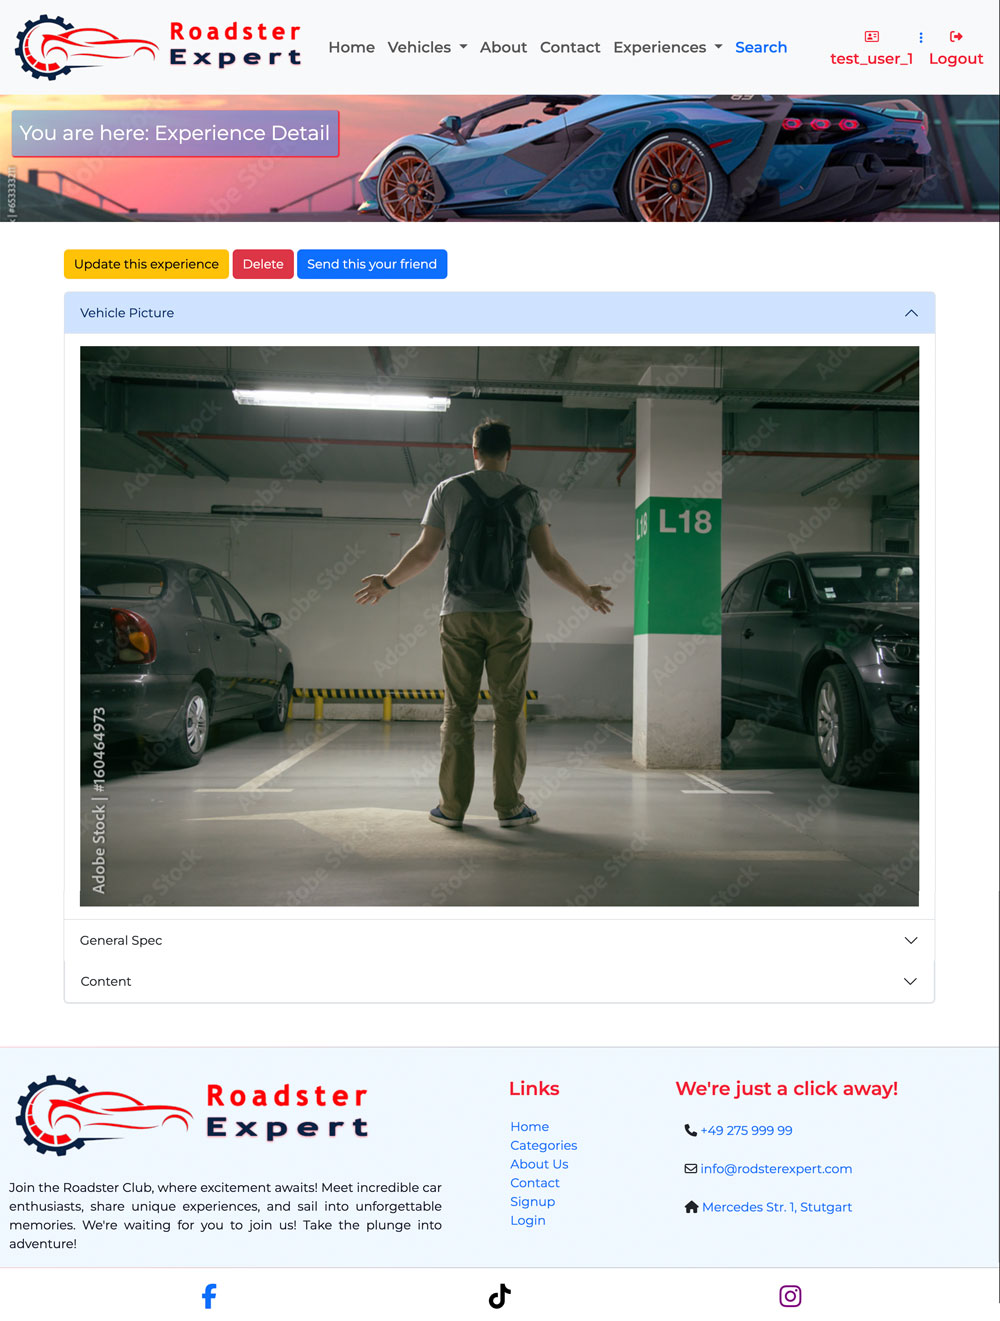 Roadster
Expert
Home Vehicles About Contact Experiences Search
test_user_1 Logout
You are here: Experience Detail
Update this experience Delete Send this your friend
Vehicle Picture
L18
L18
Adobe Stock | #160464973
General Spec
Content
Roadster
Expert
Join the Roadster Club, where excitement awaits! Meet incredible car
enthusiasts, share unique experiences, and sail into unforgettable
memories. We're waiting for you to join us! Take the plunge into
adventure!
Links
Home
Categories
About Us
Contact
Signup
Login
We're just a click away!
+49 275 999 99
info@rodsterexpert.com
Mercedes Str. 1, Stutgart